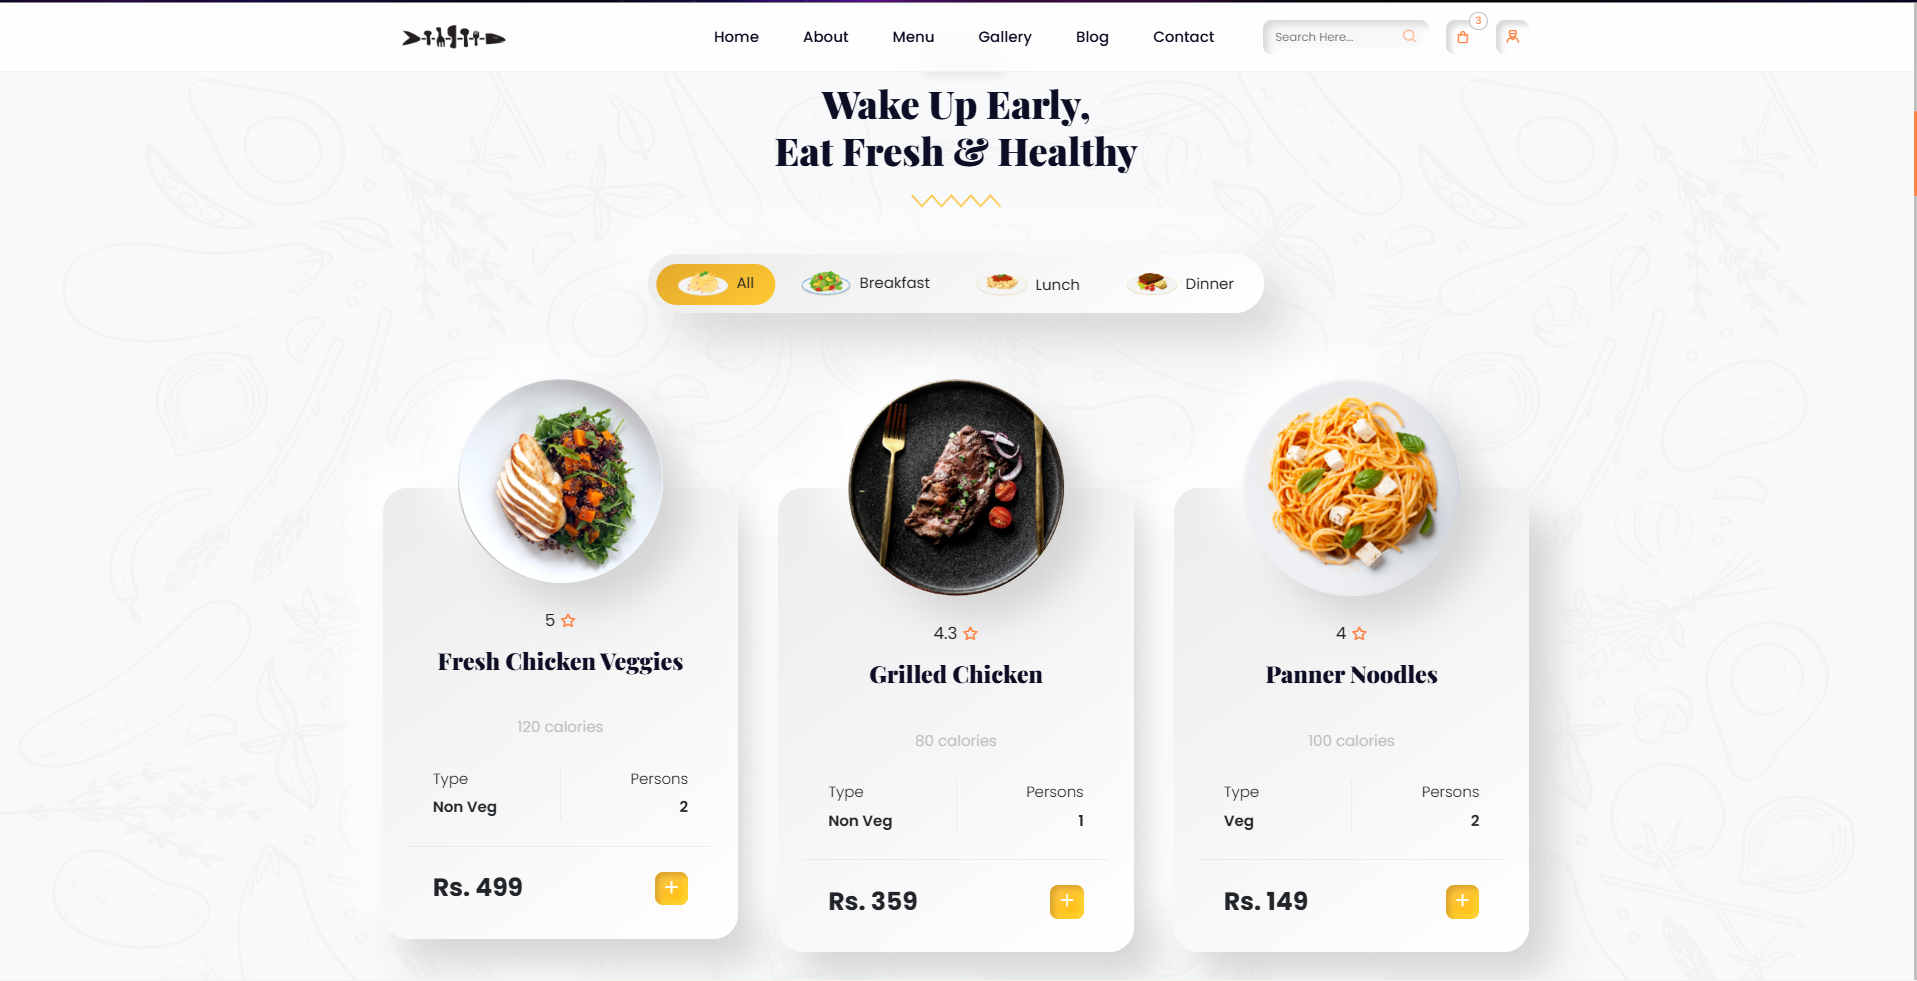 Home About Menu Gallery Blog Contact Search Here... 3
Wake Up Early,
Eat Fresh & Healthy
All Breakfast Lunch Dinner
5
Fresh Chicken Veggies
120 calories
Type Persons
Non Veg 2
Rs. 499 +
4.3
Grilled Chicken
80 calories
Type Persons
Non Veg 1
Rs. 359 +
4
Panner Noodles
100 calories
Type Persons
Veg 2
Rs. 149 +